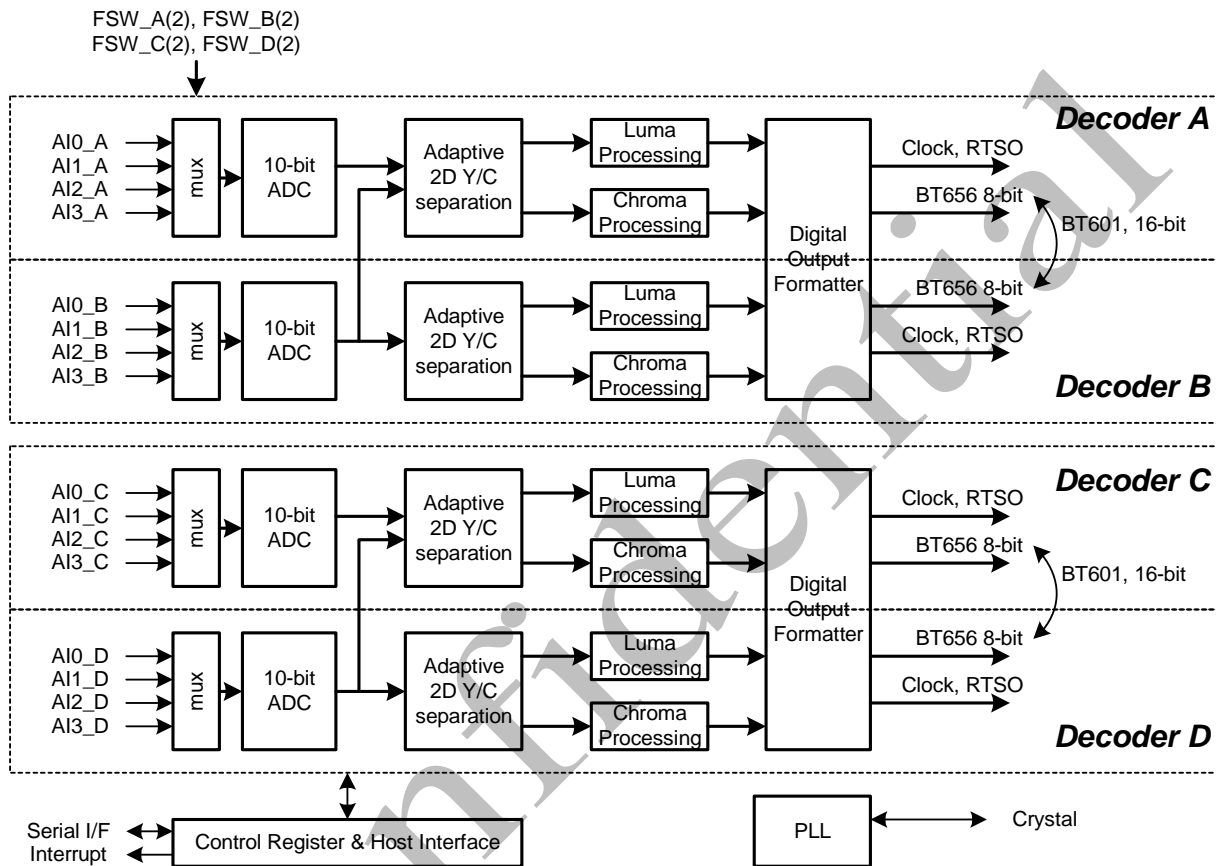 FSW_A(2), FSW_B(2)
FSW_C(2), FSW_D(2)
Decoder A
AI0_A
AI1_A
AI2_A
AI3_A
mux
10-bit
ADC
Adaptive
2D Y/C
separation
Luma
Processing
Chroma
Processing
Digital
Output
Formatter
Clock, RTSO
BT656 8-bit
BT601, 16-bit
AI0_B
AI1_B
AI2_B
AI3_B
mux
10-bit
ADC
Adaptive
2D Y/C
separation
Luma
Processing
Chroma
Processing
BT656 8-bit
Clock, RTSO
Decoder B
Decoder C
AI0_C
AI1_C
AI2_C
AI3_C
mux
10-bit
ADC
Adaptive
2D Y/C
separation
Luma
Processing
Chroma
Processing
Digital
Output
Formatter
Clock, RTSO
BT656 8-bit
BT601, 16-bit
AI0_D
AI1_D
AI2_D
AI3_D
mux
10-bit
ADC
Adaptive
2D Y/C
separation
Luma
Processing
Chroma
Processing
BT656 8-bit
Clock, RTSO
Decoder D
Serial I/F
Interrupt
Control Register & Host Interface
PLL
Crystal
nfidential